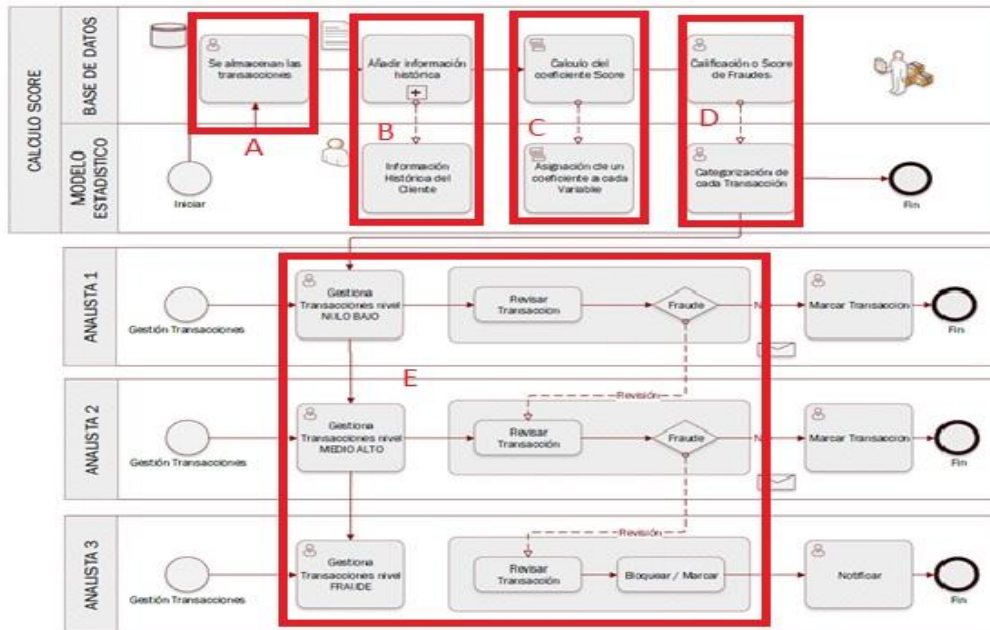 CALCULO SCORE
BASE DE DATOS
Se almacenan las
transacciones
Añadir información
histórica
Calculo del
coeficiente Score
Calificación o Score
de Fraudes.
A
B
C
D
MODELO
ESTADISTICO
Iniciar
Información
Histórica del
Cliente
Asignación de un
coeficiente a cada
Variable
Categorización de
cada Transacción
Fin
ANALISTA 1
Gestión Transacciones
Gestiona
Transacciones nivel
NULO BAJO
Revisar
Transaccion
Fraude
N
Marcar Transaccion
Fin
E
Revisión
ANALISTA 2
Gestión Transacciones
Gestiona
Transacciones nivel
MEDIO ALTO
Revisar
Transacción
Fraude
N
Marcar Transaccion
Fin
Revisión
ANALISTA 3
Gestión Transacciones
Gestiona
Transacciones nivel
FRAUDE
Revisar
Transacción
Bloquear / Marcar
Notificar
Fin